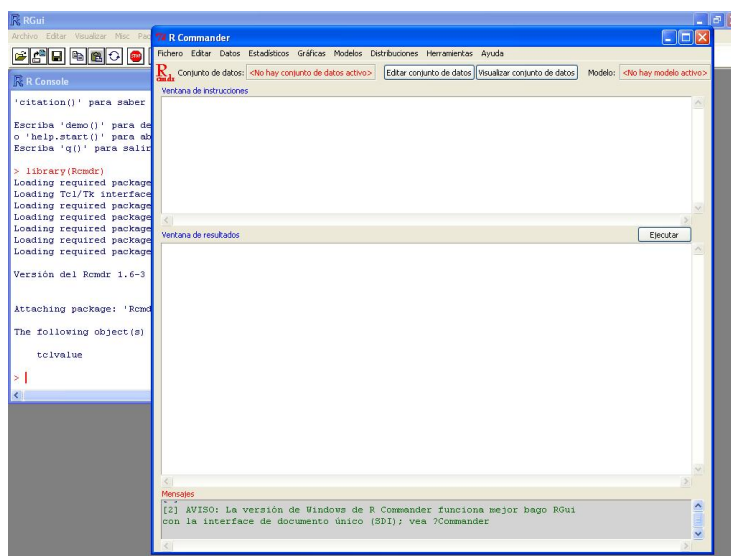 RGui
Archivo Editar Visualizar Misc
R Console
'citation()' para saber
Escriba 'demo()' para de
o 'help.start()' para ab
Escriba 'q()' para salir
> library(Rcmdr)
Loading required package
Loading Tcl/Tk interface
Loading required package
Loading required package
Loading required package
Loading required package
Loading required package
Versión del Rcmdr 1.6-3
Attaching package: 'Rcmd
The following object(s)
tclvalue
>
R Commander
Fichero Editar Datos Estadísticos Gráficas Modelos Distribuciones Herramientas Ayuda
R Cmdr Conjunto de datos: <No hay conjunto de datos activo> Editar conjunto de datos Visualizar conjunto de datos Modelo: <No hay modelo activo>
Ventana de instrucciones
Ventana de resultados Ejecutar
Mensajes
[2] AVISO: La versión de Windows de R Commander funciona mejor bago RGui
con la interface de documento único (SDI); vea ?Commander